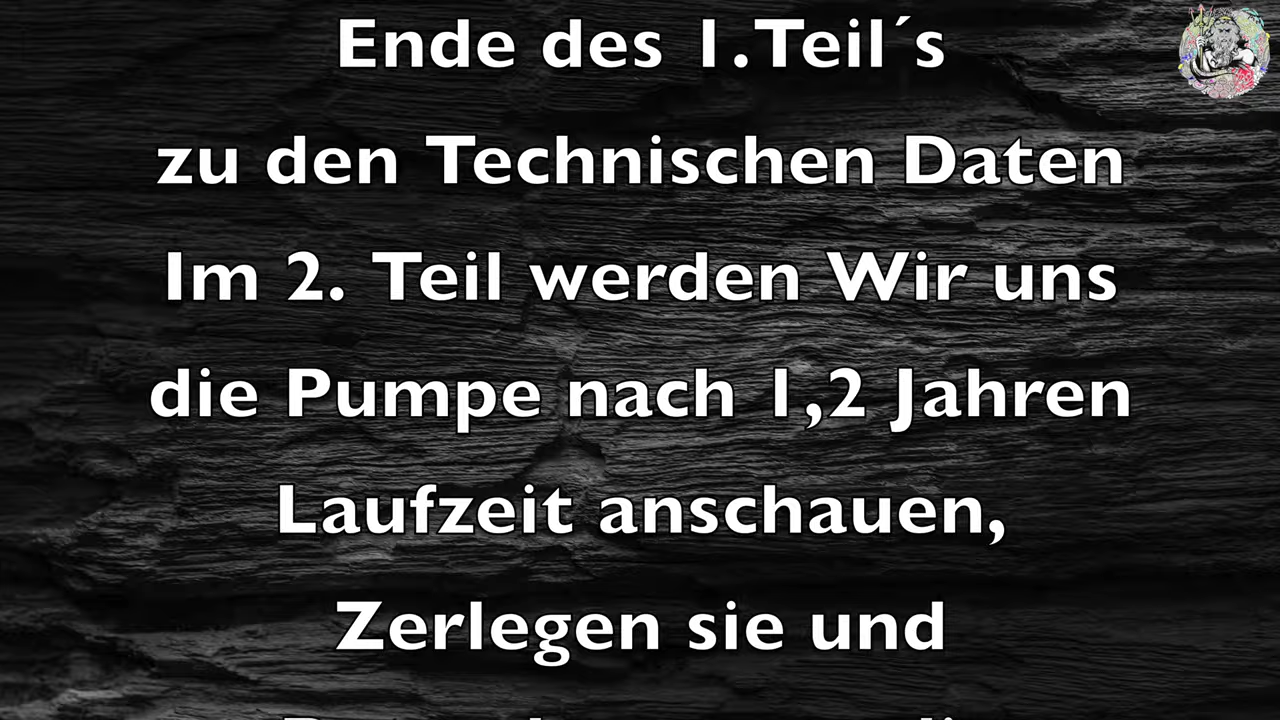 Ende des 1.Teil´s
zu den Technischen Daten
Im 2. Teil werden Wir uns
die Pumpe nach 1,2 Jahren
Laufzeit anschauen,
Zerlegen sie und